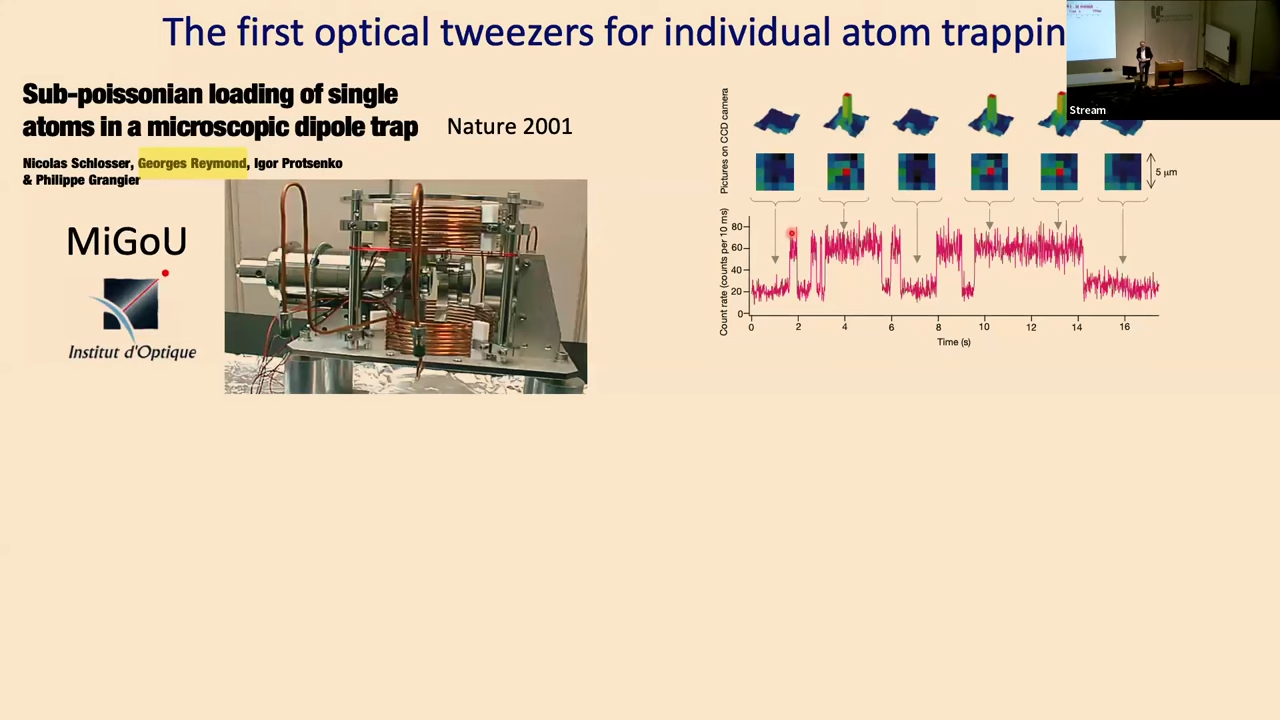 The first optical tweezers for individual atom trappin
Stream
Sub-poissonian loading of single
atoms in a microscopic dipole trap
Nature 2001
Nicolas Schlosser, Georges Reymond, Igor Protsenko
& Philippe Grangier
MiGoU
Institut d'Optique
Pictures on CCD camera
5 μm
Count rate (counts per 10 ms)
80
60
40
20
0
0 2 4 6 8 10 12 14 16
Time (s)